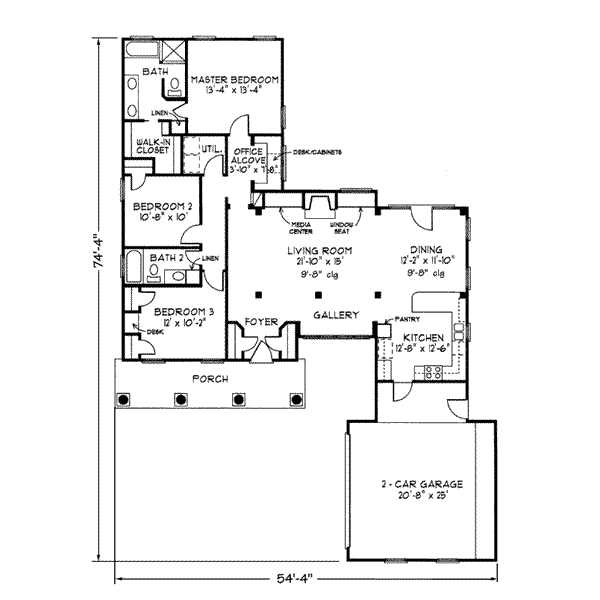 BATH
MASTER BEDROOM
13'-4" x 13'-4"
LINEN
WALK-IN
CLOSET
UTIL.
OFFICE
ALCOVE
3'-10" x 7'-8"
DESK/CABINETS
BEDROOM 2
10'-8" x 10'
MEDIA
CENTER
WINDOW
SEAT
LIVING ROOM
21'-10" x 15'
9'-8" clg
DINING
12'-2" x 11'-10"
9'-8" clg
BATH 2
LINEN
74'-4"
BEDROOM 3
12' x 10'-2"
DESK
FOYER
GALLERY
PANTRY
KITCHEN
12'-8" x 12'-6"
PORCH
2 - CAR GARAGE
20'-8" x 25'
54'-4"